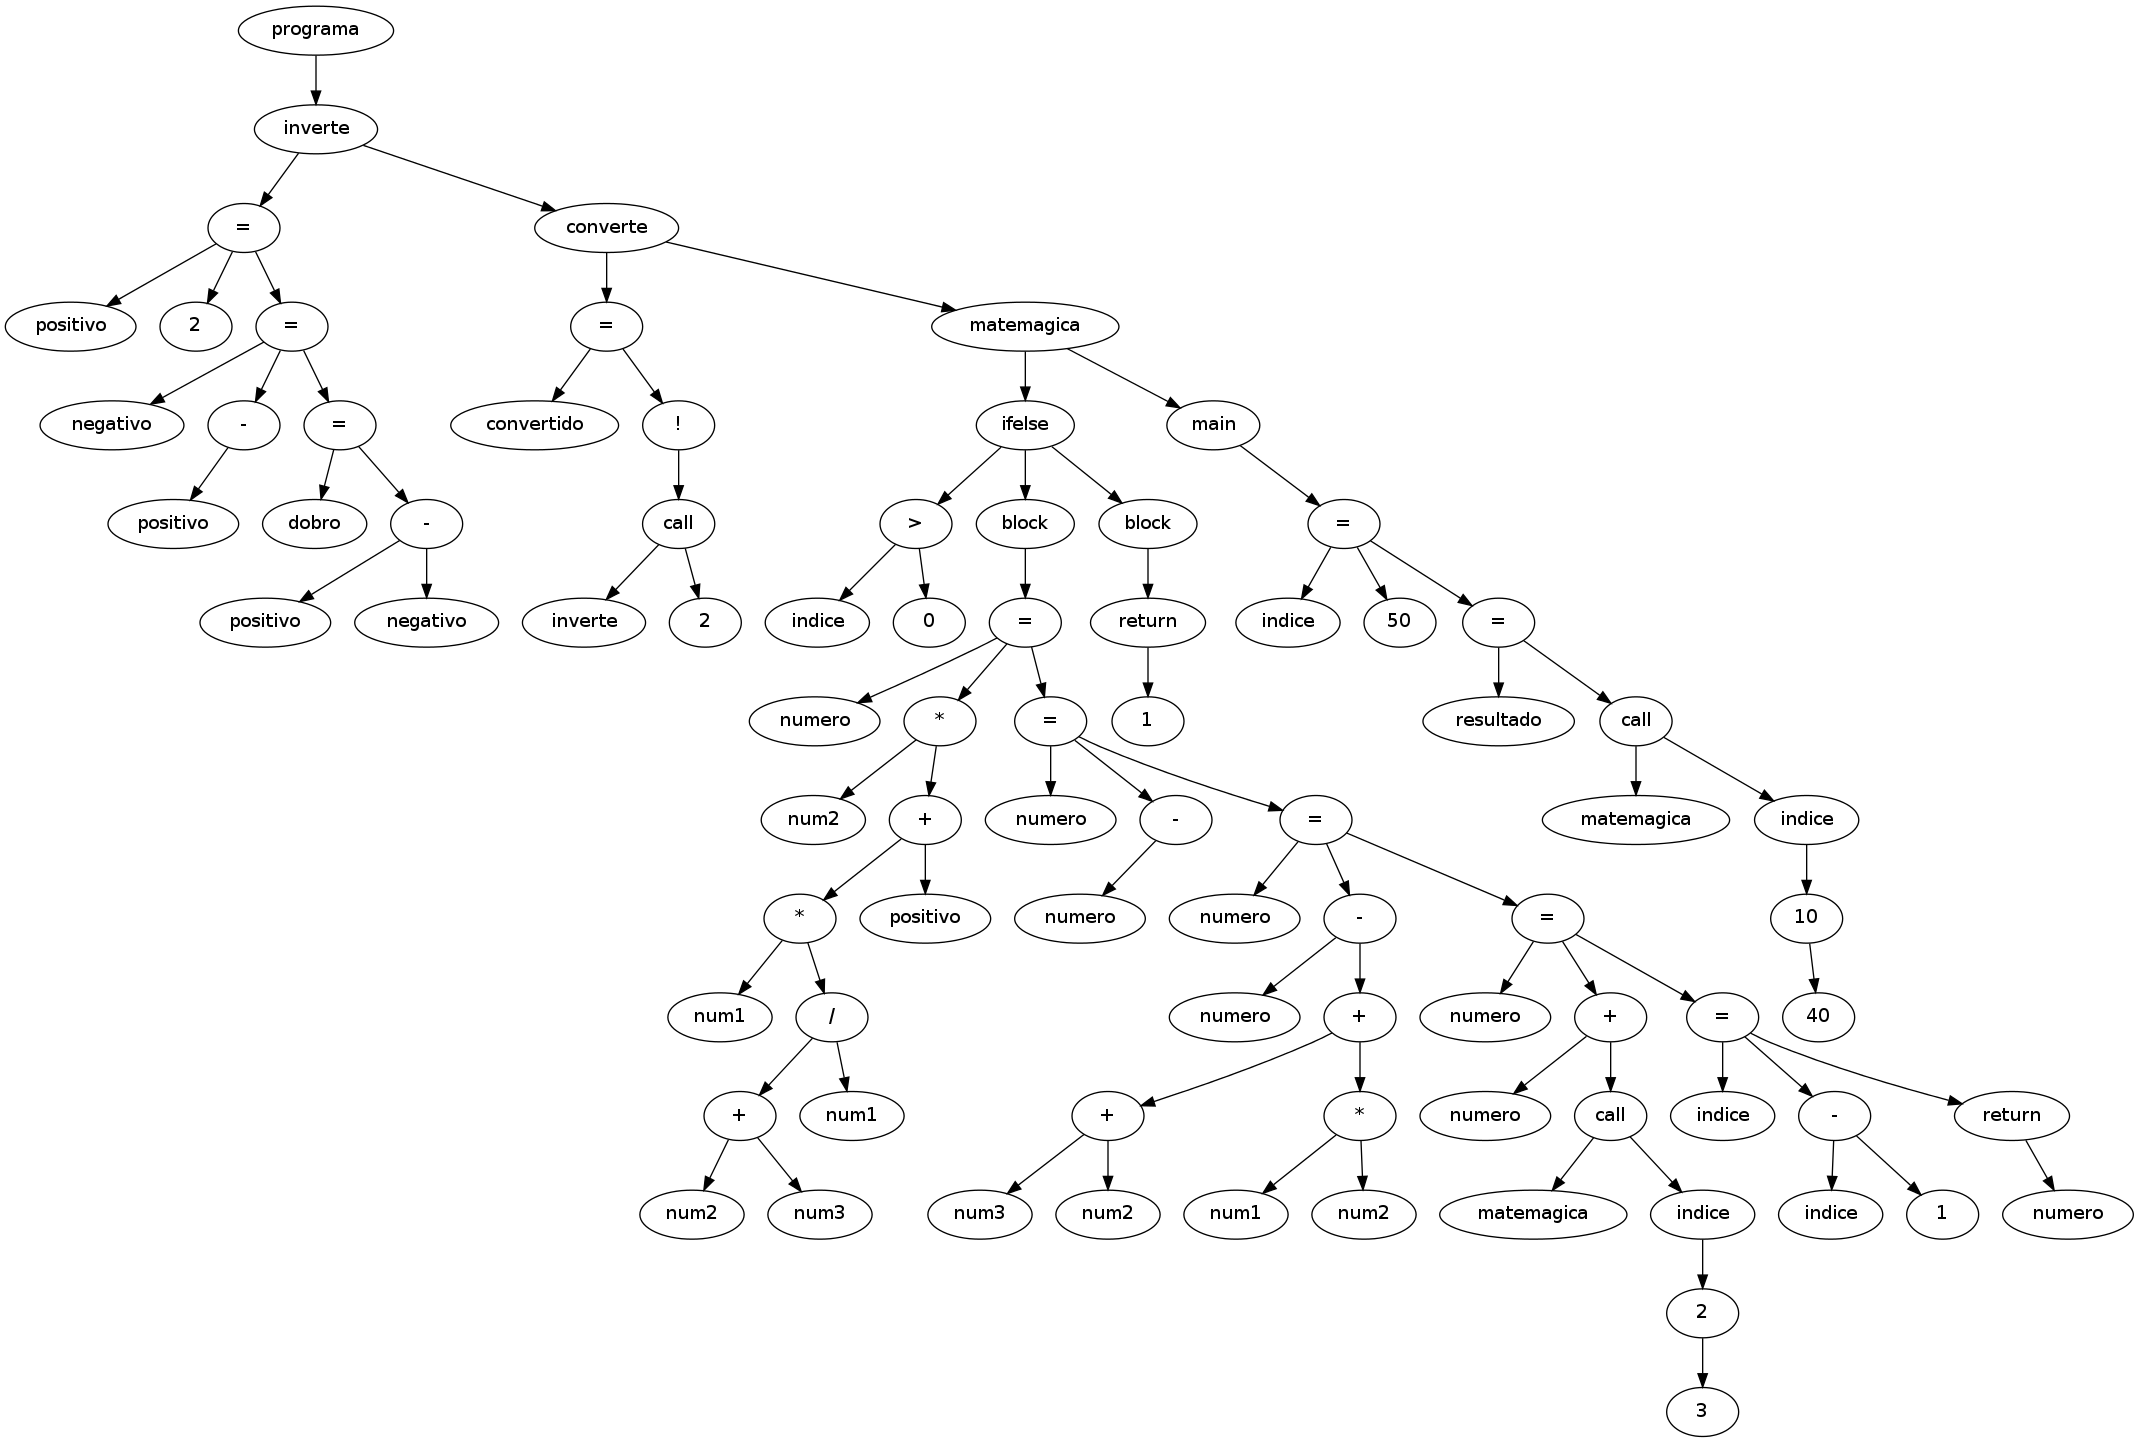 programa
inverte
= converte
positivo 2 = = matemagica
negativo - = convertido ! ifelse main
positivo dobro - call > block block =
positivo negativo inverte 2 indice 0 = return indice 50 =
numero * = 1 resultado call
num2 + numero - = matemagica indice
* positivo numero numero - = 10
num1 / numero + numero + = 40
+ num1 + * numero call indice - return
num2 num3 num3 num2 num1 num2 matemagica indice indice 1 numero
2
3